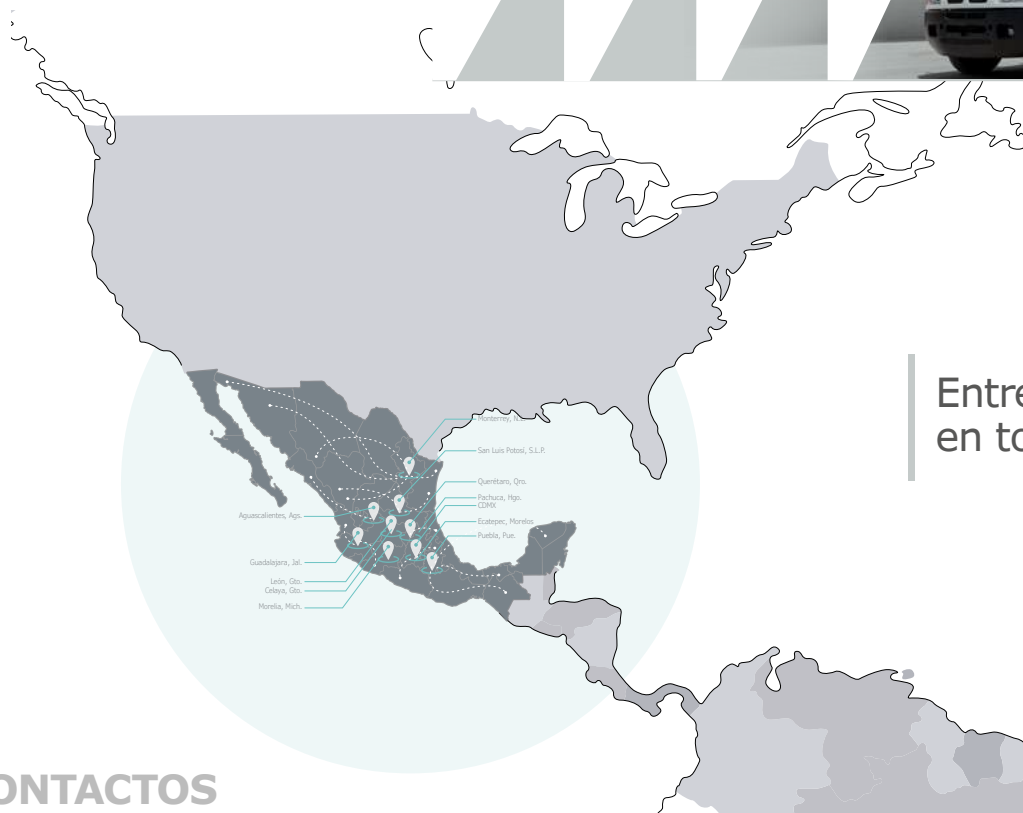 Entre
en to
Monterrey, N.L.
San Luis Potosí, S.L.P.
Querétaro, Qro.
Pachuca, Hgo.
CDMX
Ecatepec, Morelos
Puebla, Pue.
Aguascalientes, Ags.
Guadalajara, Jal.
León, Gto.
Celaya, Gto.
Morelia, Mich.
ONTACTOS